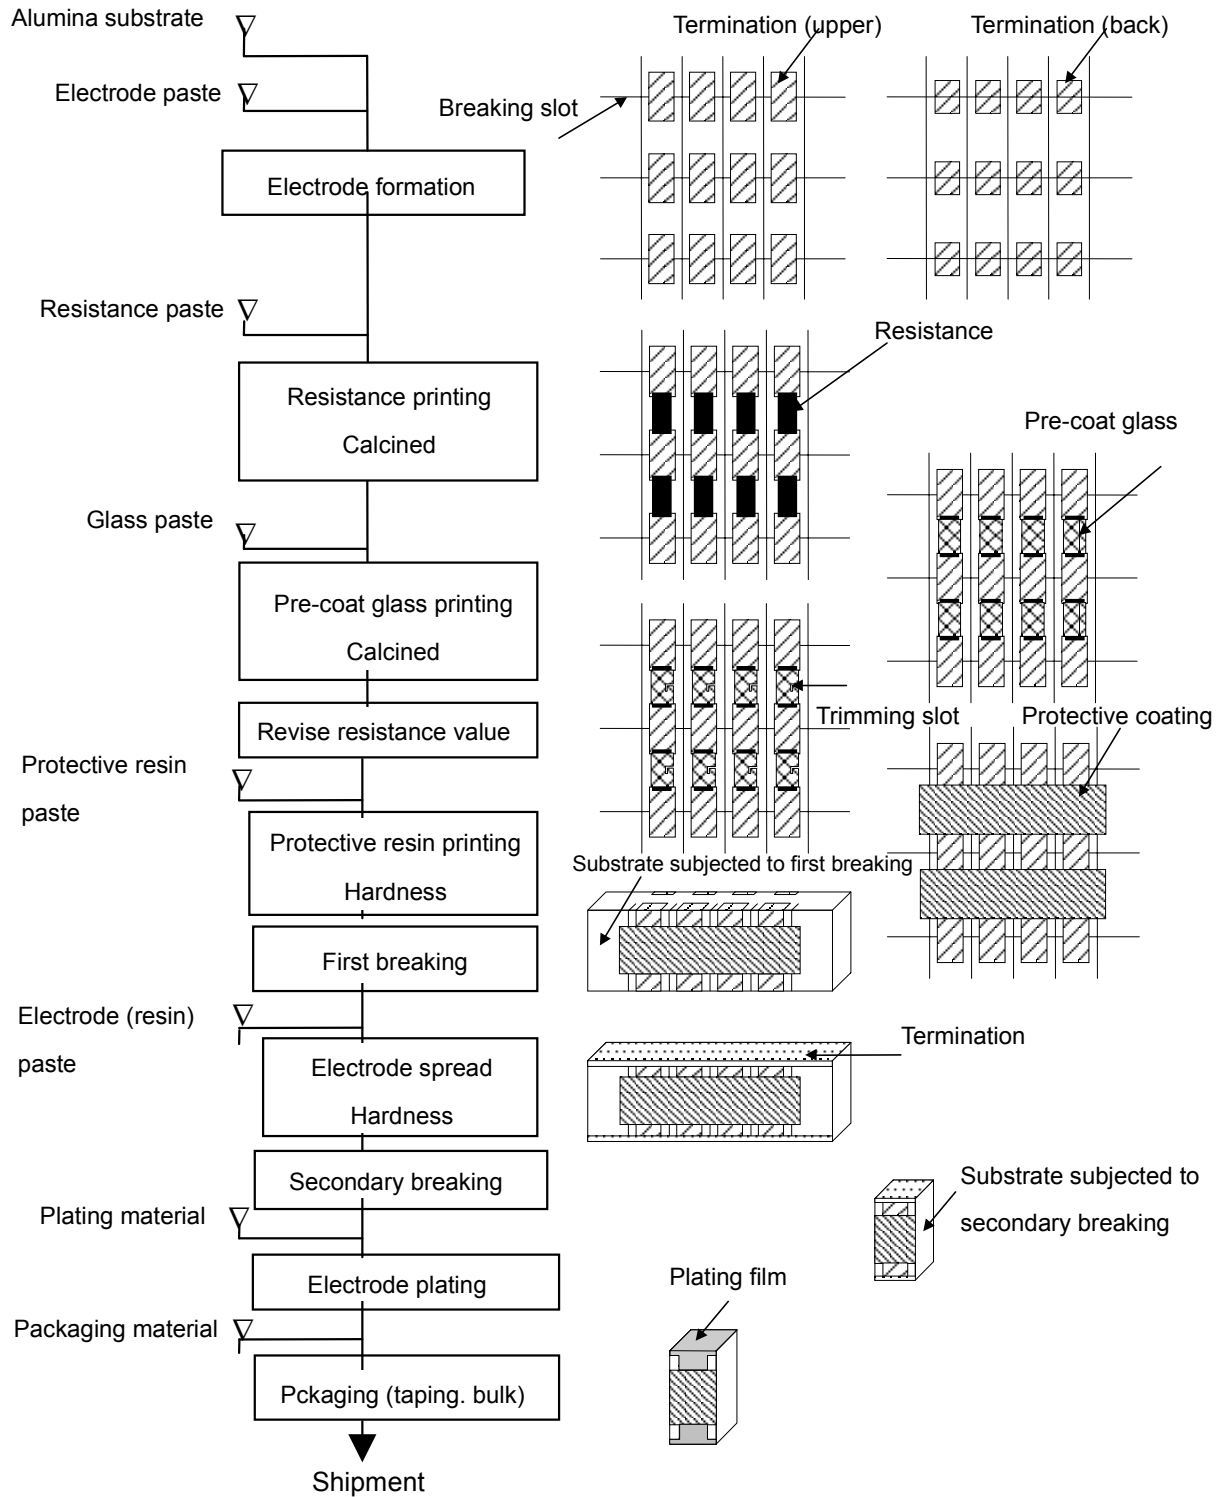 Alumina substrate
Electrode paste
Electrode formation
Resistance paste
Resistance printing
Calcined
Glass paste
Pre-coat glass printing
Calcined
Revise resistance value
Protective resin
paste
Protective resin printing
Hardness
First breaking
Electrode (resin)
paste
Electrode spread
Hardness
Secondary breaking
Plating material
Electrode plating
Packaging material
Pckaging (taping. bulk)
Shipment
Termination (upper)
Termination (back)
Breaking slot
Resistance
Pre-coat glass
Trimming slot
Protective coating
Substrate subjected to first breaking
Termination
Substrate subjected to
secondary breaking
Plating film